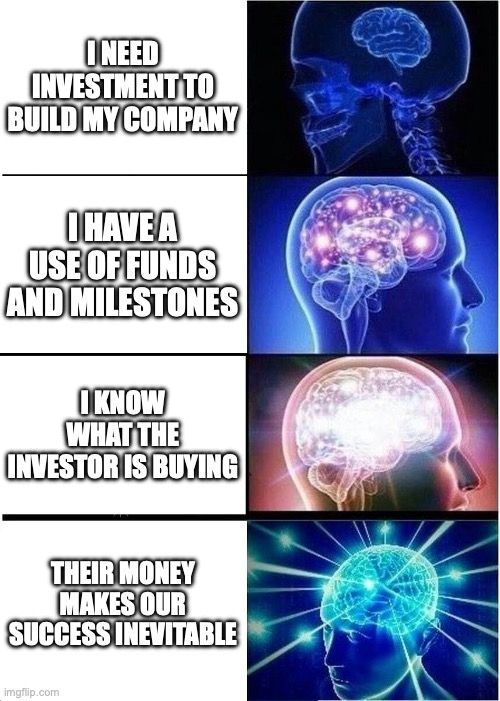 I NEED
INVESTMENT TO
BUILD MY COMPANY
I HAVE A
USE OF FUNDS
AND MILESTONES
I KNOW
WHAT THE
INVESTOR IS BUYING
THEIR MONEY
MAKES OUR
SUCCESS INEVITABLE
imgflip.com